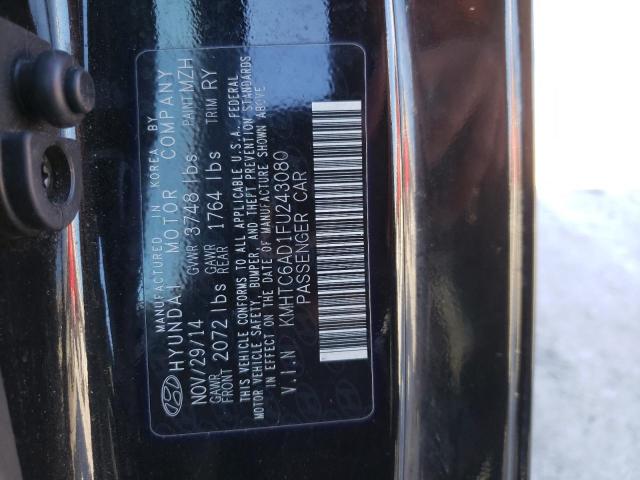 MANUFACTURED IN KOREA BY
HYUNDAI MOTOR COMPANY
NOV/29/14 GVWR 3748 lbs PAINT MZH
GAWR FRONT 2072 lbs GAWR REAR 1764 lbs TRIM RY
THIS VEHICLE CONFORMS TO ALL APPLICABLE U.S.A. FEDERAL
MOTOR VEHICLE SAFETY, BUMPER, AND THEFT PREVENTION STANDARDS
IN EFFECT ON THE DATE OF MANUFACTURE SHOWN ABOVE
V.I.N KMHTC6AD1FU243080
PASSENGER CAR